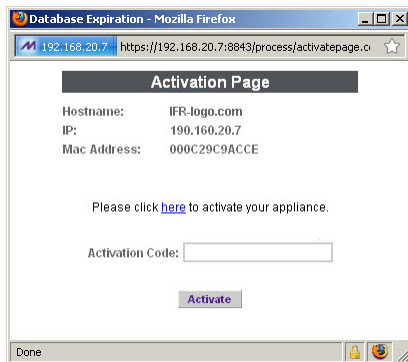 Database Expiration - Mozilla Firefox
192.168.20.7 https://192.168.20.7:8843/process/activatepage.c
Activation Page
Hostname: IFR-logo.com
IP: 190.160.20.7
Mac Address: 000C29C9ACCE
Please click here to activate your appliance.
Activation Code:
Activate
Done